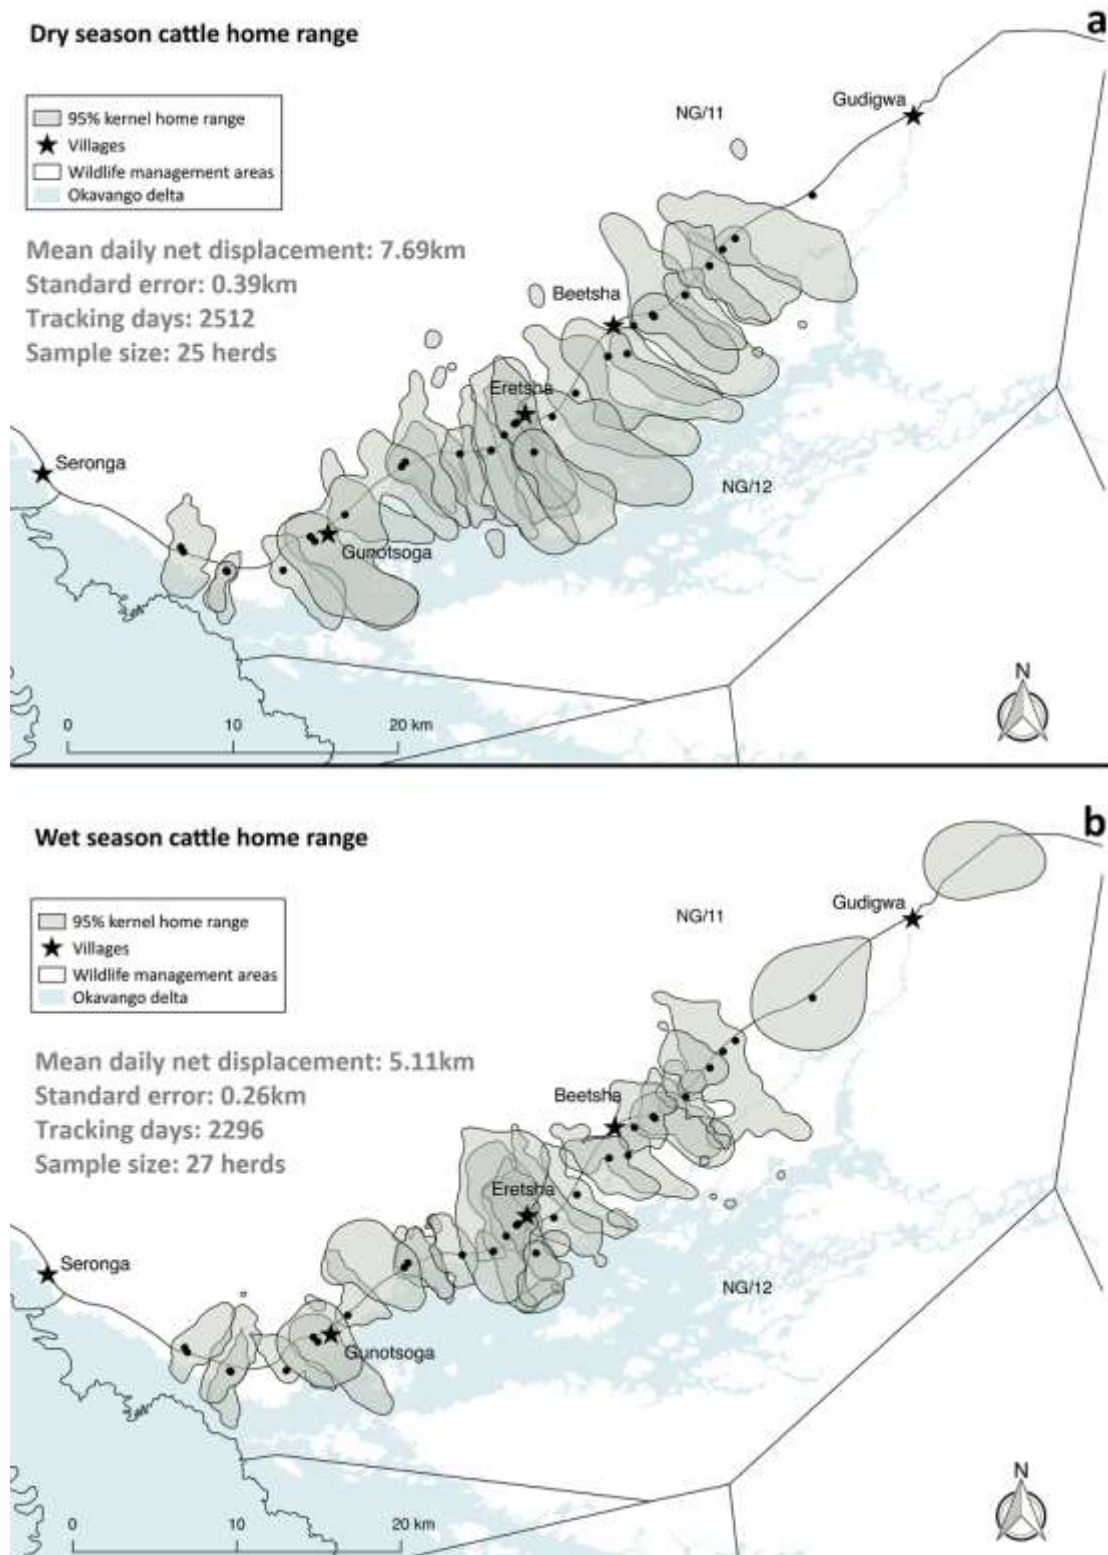 Dry season cattle home range
a
95% kernel home range
Villages
Wildlife management areas
Okavango delta
Mean daily net displacement: 7.69km
Standard error: 0.39km
Tracking days: 2512
Sample size: 25 herds
NG/11
Gudigwa
Beetsha
Eretsha
Seronga
NG/12
Gunotsoga
N
0 10 20 km
Wet season cattle home range
b
95% kernel home range
Villages
Wildlife management areas
Okavango delta
NG/11
Gudigwa
Mean daily net displacement: 5.11km
Standard error: 0.26km
Tracking days: 2296
Sample size: 27 herds
Beetsha
Eretsha
Seronga
NG/12
Gunotsoga
N
0 10 20 km